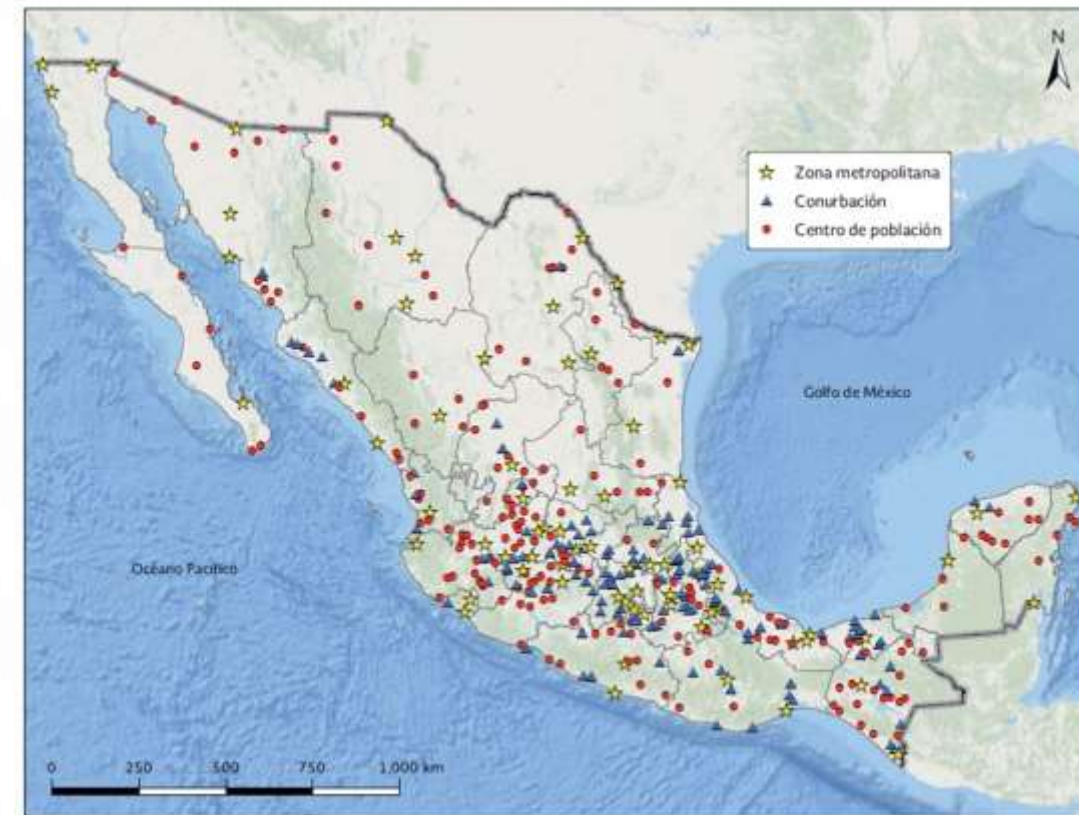 N
Zona metropolitana
Conurbación
Centro de población
Golfo de México
Océano Pacífico
0 250 500 750 1,000 km